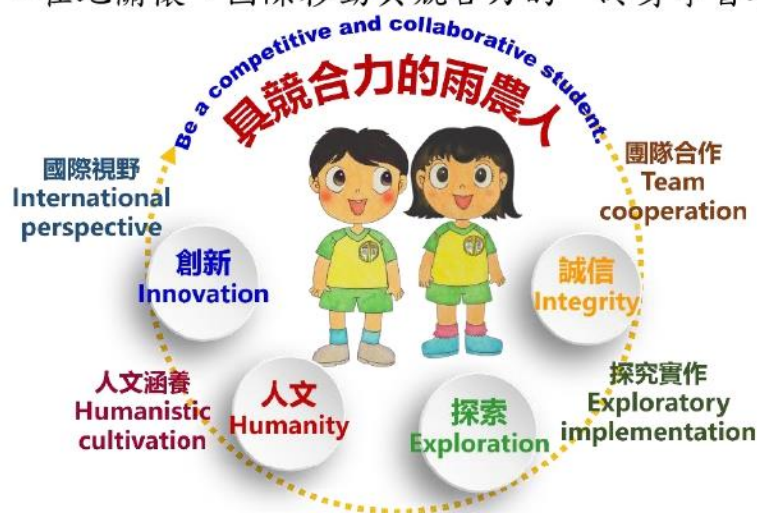 Be a competitive and collaborative student.
具競合力的雨農人
國際視野
International
perspective
團隊合作
Team
cooperation
創新
Innovation
誠信
Integrity
人文涵養
Humanistic
cultivation
人文
Humanity
探索
Exploration
探究實作
Exploratory
implementation